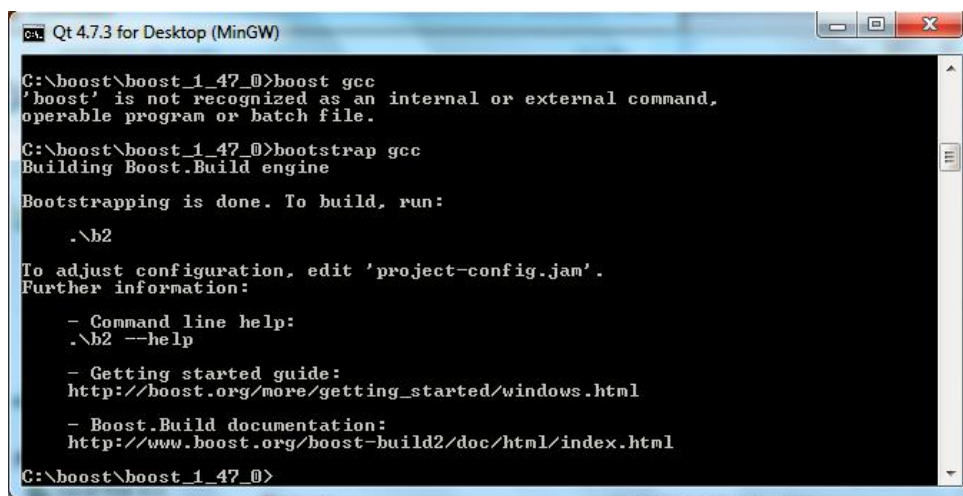 Qt 4.7.3 for Desktop (MinGW)
C:\boost\boost_1_47_0>boost gcc
'boost' is not recognized as an internal or external command,
operable program or batch file.
C:\boost\boost_1_47_0>bootstrap gcc
Building Boost.Build engine
Bootstrapping is done. To build, run:
.\b2
To adjust configuration, edit 'project-config.jam'.
Further information:
- Command line help:
.\b2 --help
- Getting started guide:
http://boost.org/more/getting_started/windows.html
- Boost.Build documentation:
http://www.boost.org/boost-build2/doc/html/index.html
C:\boost\boost_1_47_0>